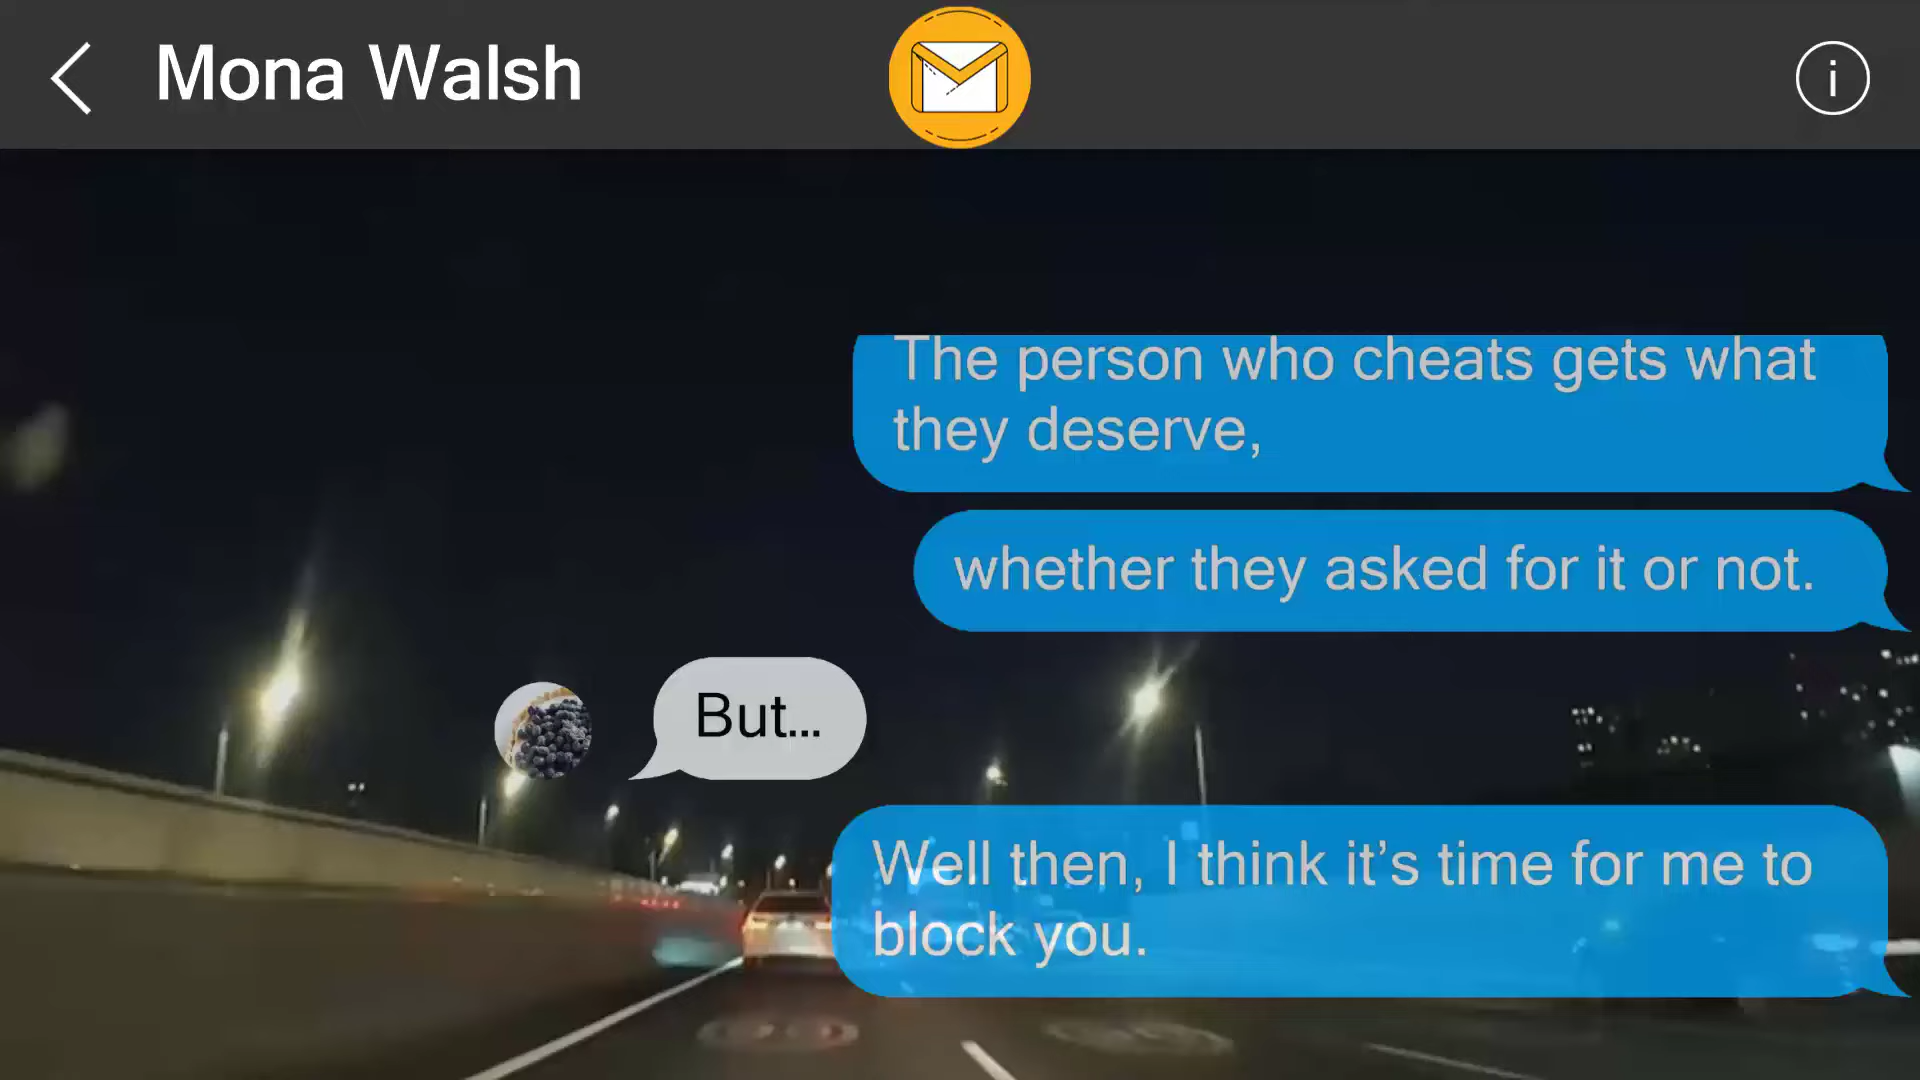 Mona Walsh
i
The person who cheats gets what
they deserve,
whether they asked for it or not.
But...
Well then, I think it’s time for me to
block you.